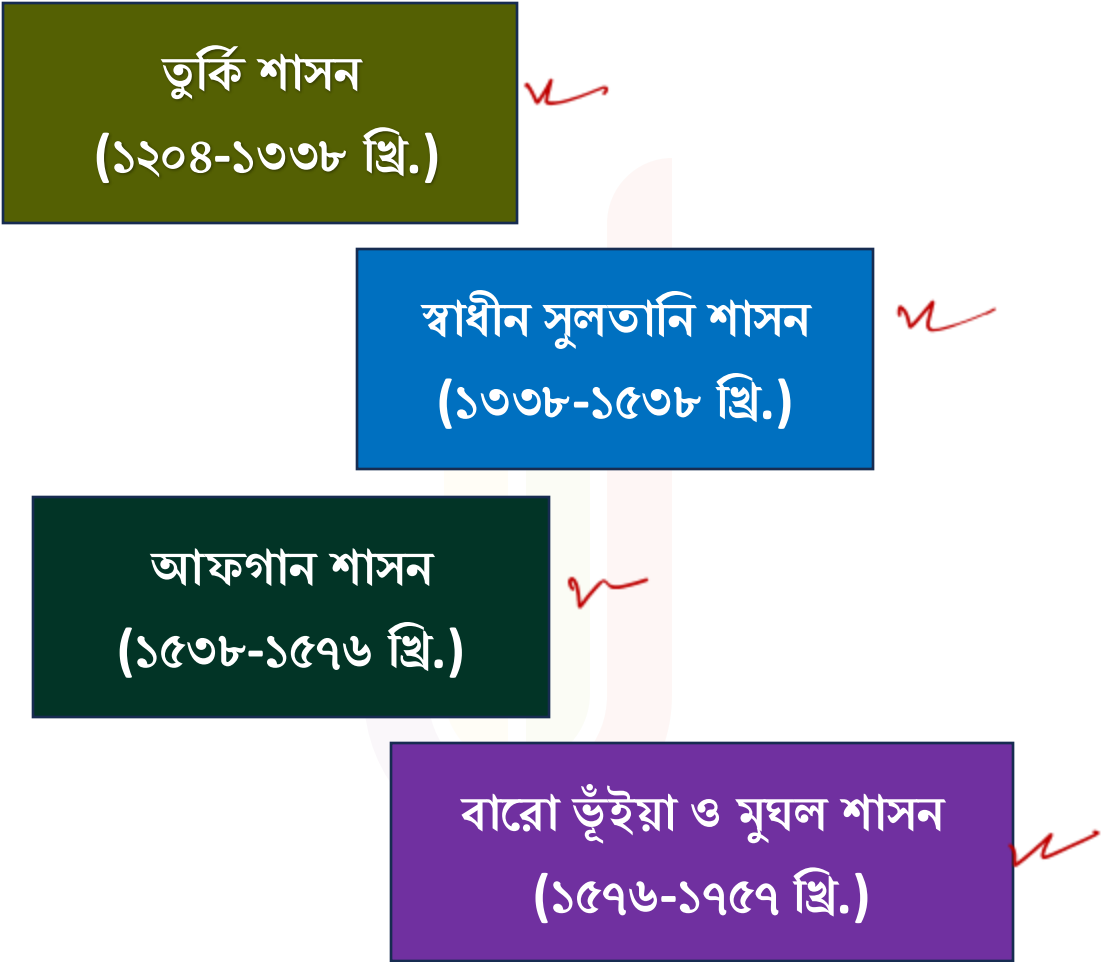 তুর্কি শাসন
(১২০৪-১৩৩৮ খ্রি.)
স্বাধীন সুলতানি শাসন
(১৩৩৮-১৫৩৮ খ্রি.)
আফগান শাসন
(১৫৩৮-১৫৭৬ খ্রি.)
বারো ভূঁইয়া ও মুঘল শাসন
(১৫৭৬-১৭৫৭ খ্রি.)